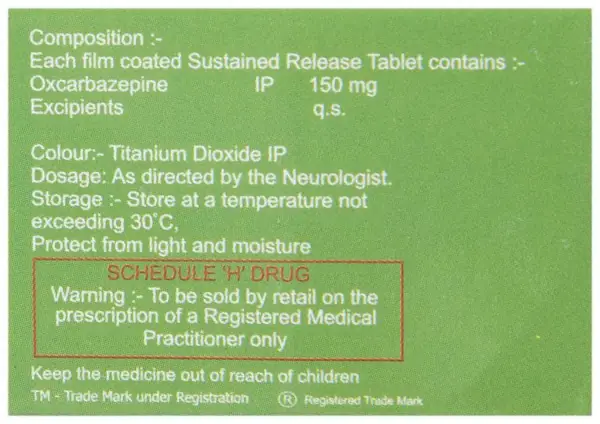 Composition :-
Each film coated Sustained Release Tablet contains :-
Oxcarbazepine IP 150 mg
Excipients q.s.
Colour:- Titanium Dioxide IP
Dosage: As directed by the Neurologist.
Storage :- Store at a temperature not
exceeding 30°C,
Protect from light and moisture
SCHEDULE 'H' DRUG
Warning :- To be sold by retail on the
prescription of a Registered Medical
Practitioner only
Keep the medicine out of reach of children
TM - Trade Mark under Registration ® Registered Trade Mark